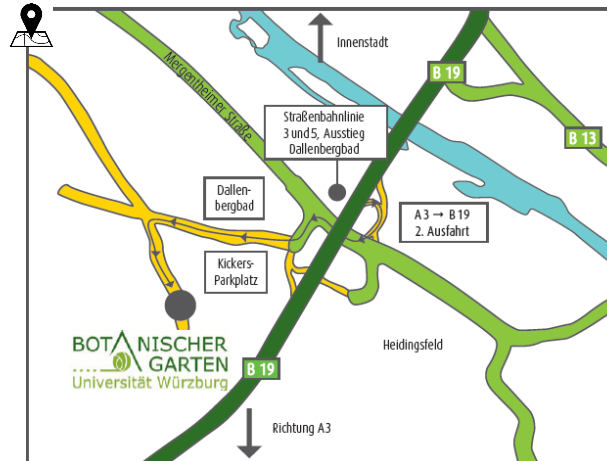 Innenstadt
B 19
Mergentheimer Straße
Straßenbahnlinie
3 und 5, Ausstieg
Dallenbergbad
B 13
Dallen-
bergbad
A 3 → B 19
2. Ausfahrt
Kickers-
Parkplatz
Heidingsfeld
BOTANISCHER
GARTEN
Universität Würzburg
B 19
Richtung A3